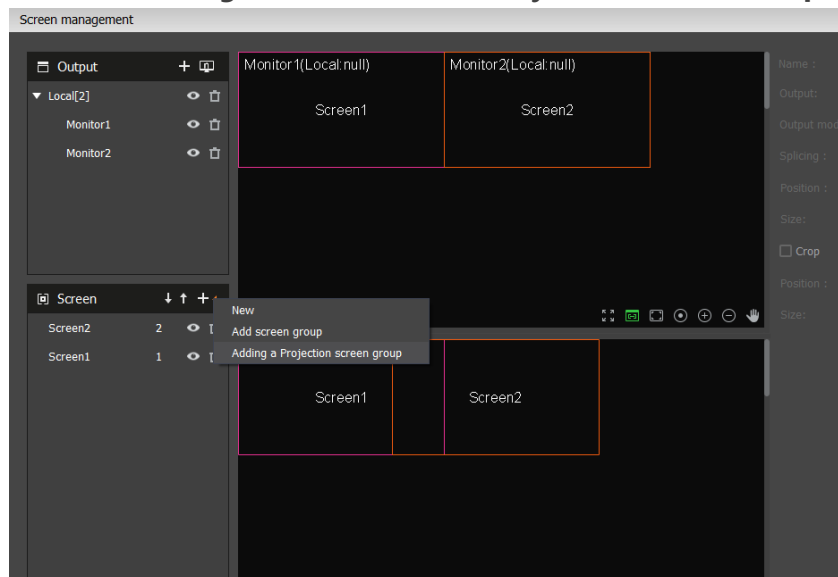 Screen management
Output
Monitor1(Local:null) Monitor2(Local:null)
Name :
Local[2]
Output:
Screen1 Screen2
Monitor1
Output mod
Monitor2
Splicing :
Position :
Size:
Crop
Position :
Screen
New
Size:
Screen2 2
Add screen group
Screen1 1
Adding a Projection screen group
Screen1 Screen2